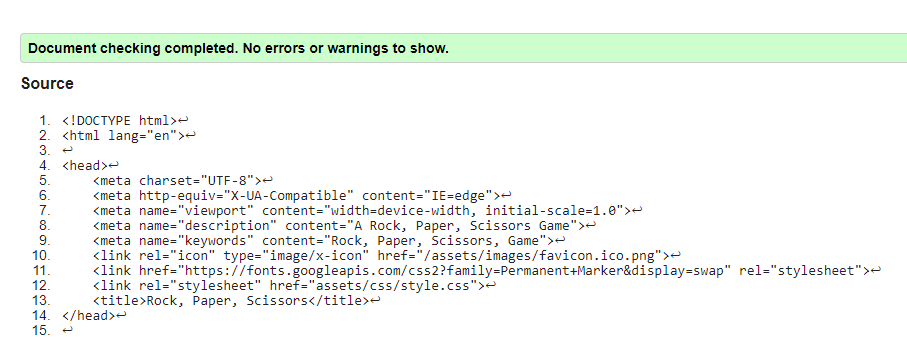 Document checking completed. No errors or warnings to show.
Source
1. <!DOCTYPE html>↩
2. <html lang="en">↩
3. ↩
4. <head>↩
5.     <meta charset="UTF-8">↩
6.     <meta http-equiv="X-UA-Compatible" content="IE=edge">↩
7.     <meta name="viewport" content="width=device-width, initial-scale=1.0">↩
8.     <meta name="description" content="A Rock, Paper, Scissors Game">↩
9.     <meta name="keywords" content="Rock, Paper, Scissors, Game">↩
10.     <link rel="icon" type="image/x-icon" href="/assets/images/favicon.ico.png">↩
11.     <link href="https://fonts.googleapis.com/css2?family=Permanent+Marker&display=swap" rel="stylesheet">↩
12.     <link rel="stylesheet" href="assets/css/style.css">↩
13.     <title>Rock, Paper, Scissors</title>↩
14. </head>↩
15. ↩